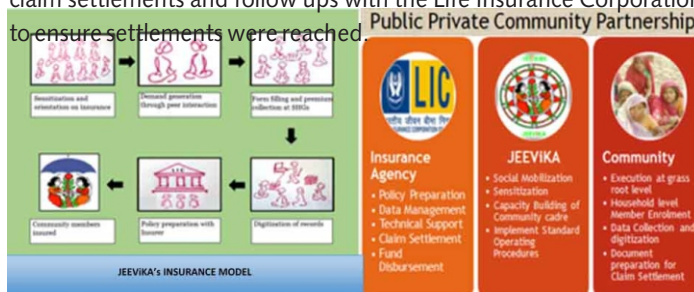 claim settlements and follow ups with the Life Insurance Corporation
to ensure settlements were reached.
Sensitization and
orientation on insurance
Demand generation
through peer interaction
Form filling and premium
collection at SHGs
Community members
insured
Policy preparation with
Insurer
Digitization of records
JEEViKA's INSURANCE MODEL
Public Private Community Partnership
LIC
भारतीय जीवन बीमा निगम
Insurance
Agency
• Policy Preparation
• Data Management
• Technical Support
• Claim Settlement
• Fund
Disbursement
JEEViKA
• Social Mobilization
• Sensitization
• Capacity Building of
Community cadre
• Implement Standard
Operating
Procedures
Community
• Execution at grass
root level
• Household level
Member Enrolment
• Data Collection and
digitization
• Document
preparation for
Claim Settlement